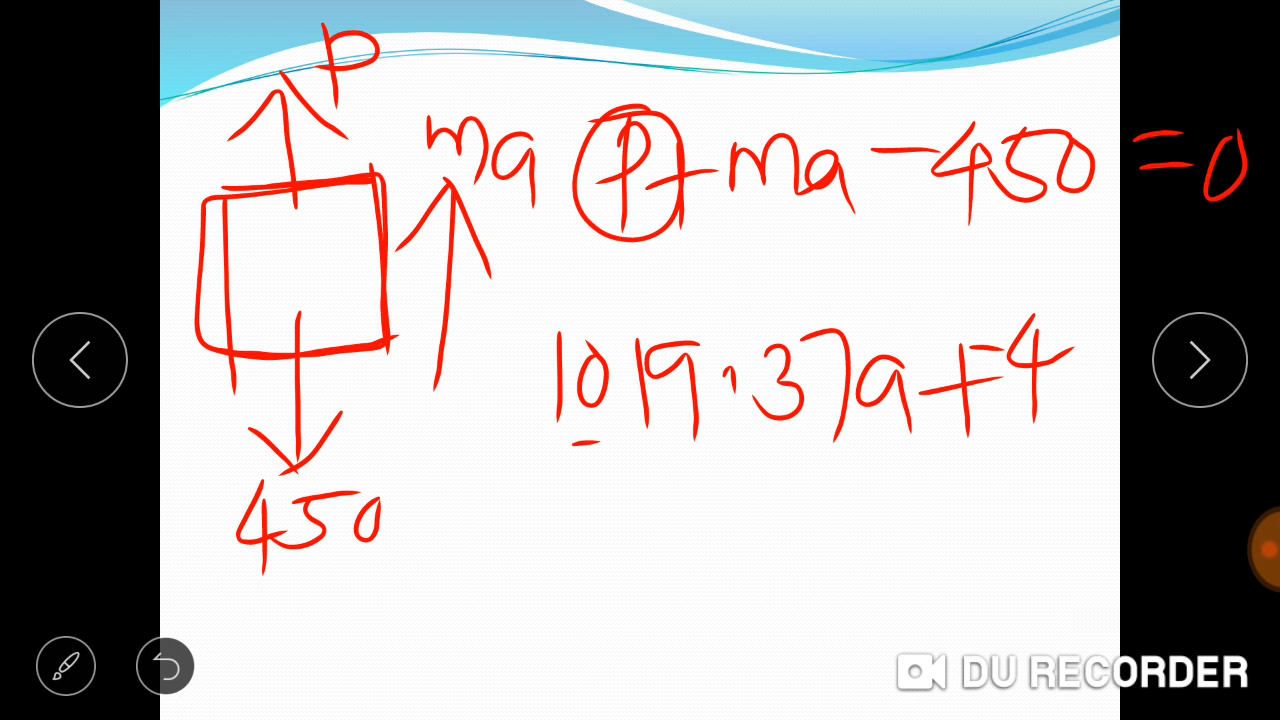 P
ma P + ma - 450 = 0
1019.37a + 4
450
DU RECORDER